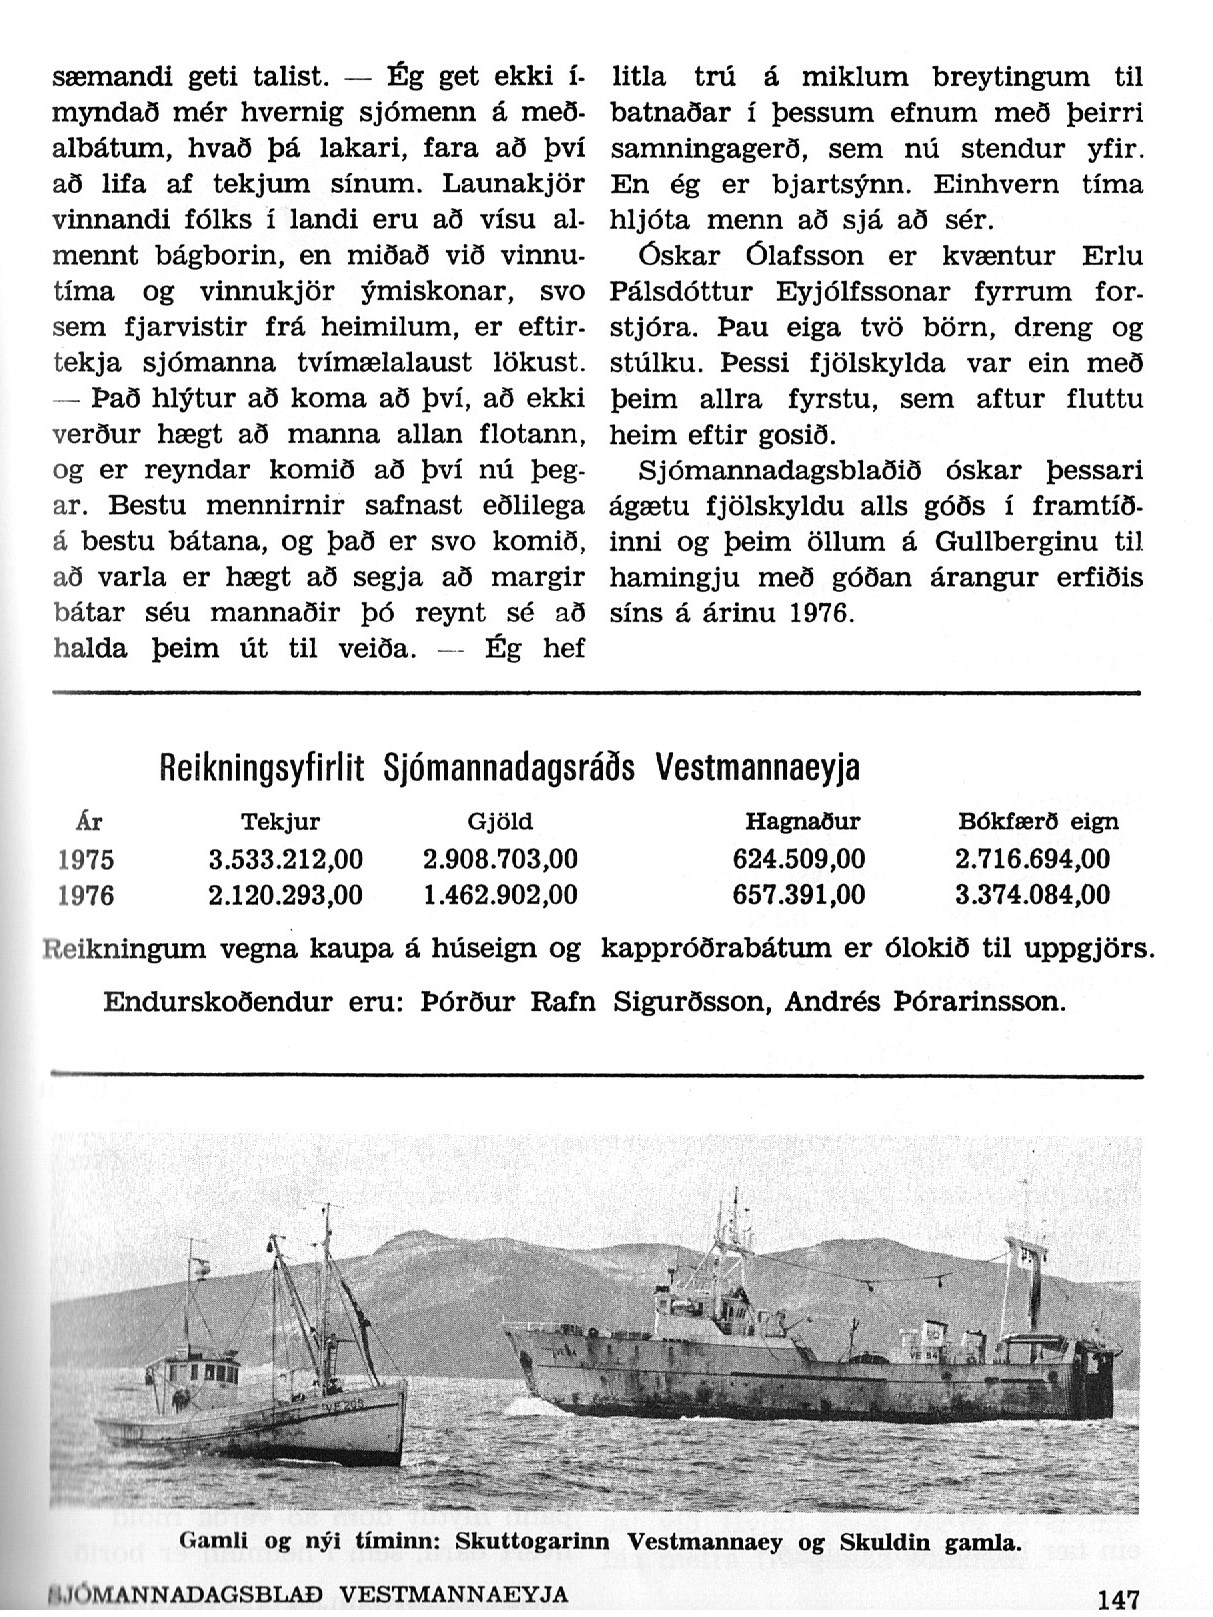 sæmandi geti talist. — Ég get ekki í-
myndað mér hvernig sjómenn á með-
albátum, hvað þá lakari, fara að því
að lifa af tekjum sínum. Launakjör
vinnandi fólks í landi eru að vísu al-
mennt bágborin, en miðað við vinnu-
tíma og vinnukjör ýmiskonar, svo
sem fjarvistir frá heimilum, er eftir-
tekja sjómanna tvímælalaust lökust.
— Það hlýtur að koma að því, að ekki
verður hægt að manna allan flotann,
og er reyndar komið að því nú þeg-
ar. Bestu mennirnir safnast eðlilega
á bestu bátana, og það er svo komið,
að varla er hægt að segja að margir
bátar séu mannaðir þó reynt sé að
halda þeim út til veiða. — Ég hef
litla trú á miklum breytingum til
batnaðar í þessum efnum með þeirri
samningagerð, sem nú stendur yfir.
En ég er bjartsýnn. Einhvern tíma
hljóta menn að sjá að sér.
Óskar Ólafsson er kvæntur Erlu
Pálsdóttur Eyjólfssonar fyrrum for-
stjóra. Þau eiga tvö börn, dreng og
stúlku. Þessi fjölskylda var ein með
þeim allra fyrstu, sem aftur fluttu
heim eftir gosið.
Sjómannadagsblaðið óskar þessari
ágætu fjölskyldu alls góðs í framtíð-
inni og þeim öllum á Gullberginu til
hamingju með góðan árangur erfiðis
síns á árinu 1976.
Reikningsyfirlit Sjómannadagsráðs Vestmannaeyja
Ár Tekjur Gjöld Hagnaður Bókfærð eign
1975 3.533.212,00 2.908.703,00 624.509,00 2.716.694,00
1976 2.120.293,00 1.462.902,00 657.391,00 3.374.084,00
Reikningum vegna kaupa á húseign og kappróðrabátum er ólokið til uppgjörs.
Endurskoðendur eru: Þórður Rafn Sigurðsson, Andrés Þórarinsson.
VE 54
Gamli og nýi tíminn: Skuttogarinn Vestmannaey og Skuldin gamla.
SJÓMANNADAGSBLAÐ VESTMANNAEYJA 147